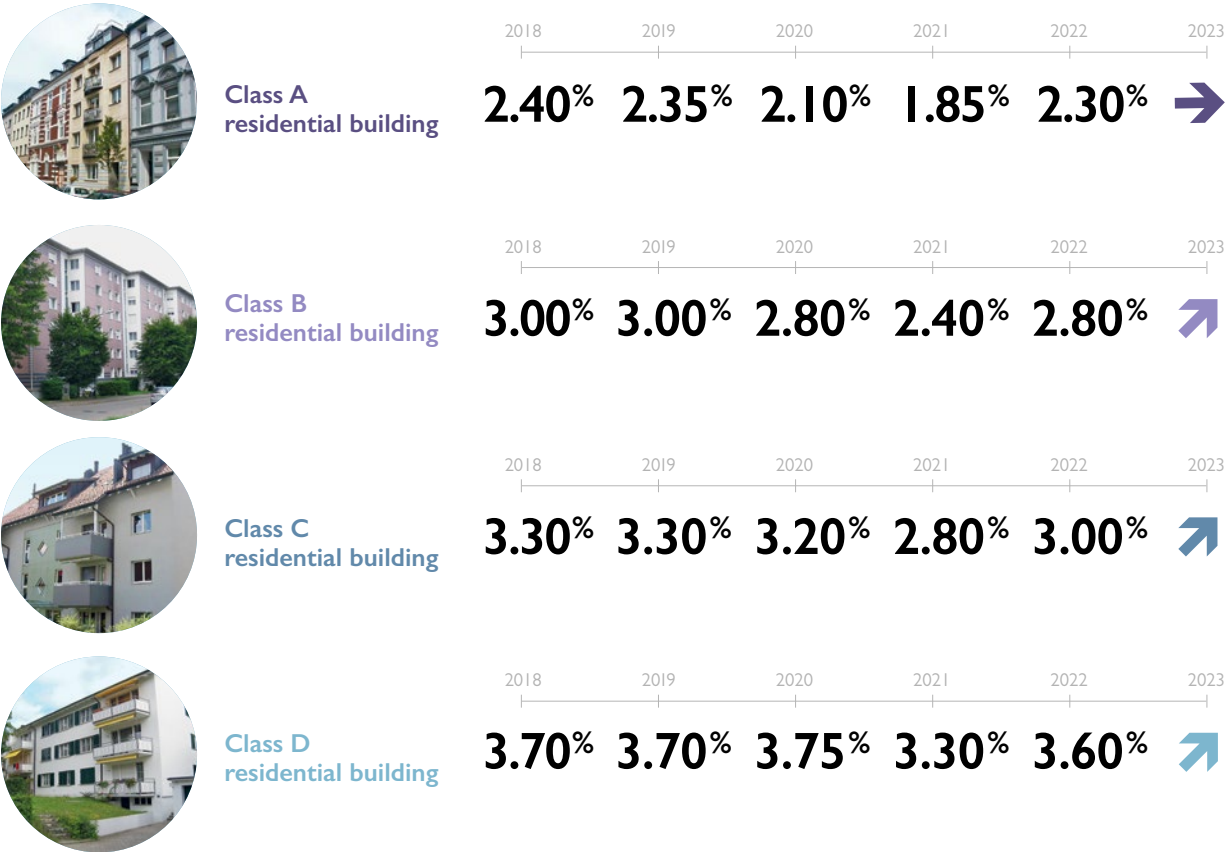 2018 2019 2020 2021 2022 2023
Class A
residential building
2.40% 2.35% 2.10% 1.85% 2.30%
2018 2019 2020 2021 2022 2023
Class B
residential building
3.00% 3.00% 2.80% 2.40% 2.80%
2018 2019 2020 2021 2022 2023
Class C
residential building
3.30% 3.30% 3.20% 2.80% 3.00%
2018 2019 2020 2021 2022 2023
Class D
residential building
3.70% 3.70% 3.75% 3.30% 3.60%